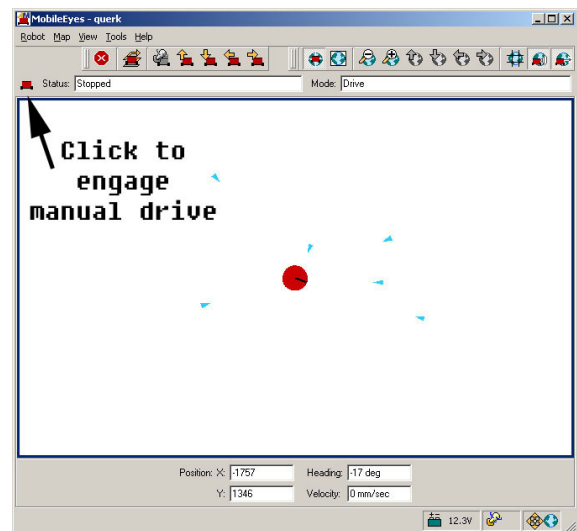 MobileEyes - querk
Robot Map View Tools Help
Status: Stopped Mode: Drive
Click to
engage
manual drive
Position: X: -1757 Heading: -17 deg
Y: 1346 Velocity: 0 mm/sec
12.3V